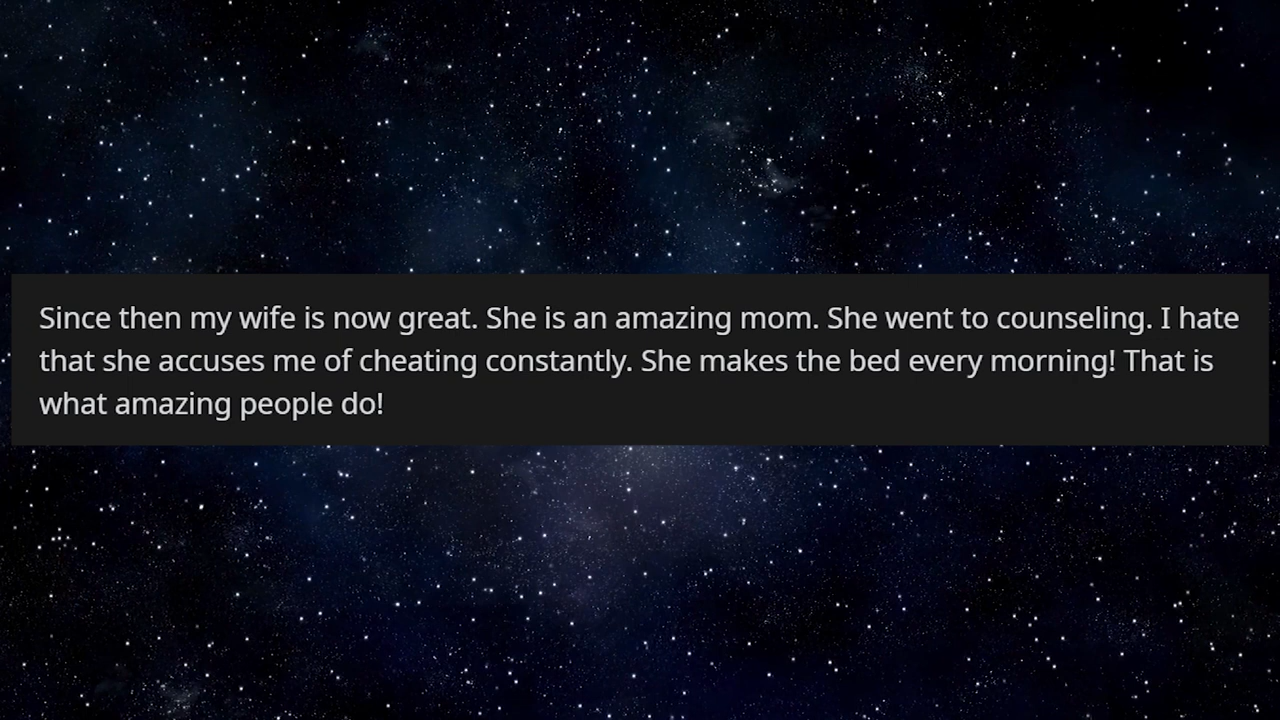 Since then my wife is now great. She is an amazing mom. She went to counseling. I hate
that she accuses me of cheating constantly. She makes the bed every morning! That is
what amazing people do!